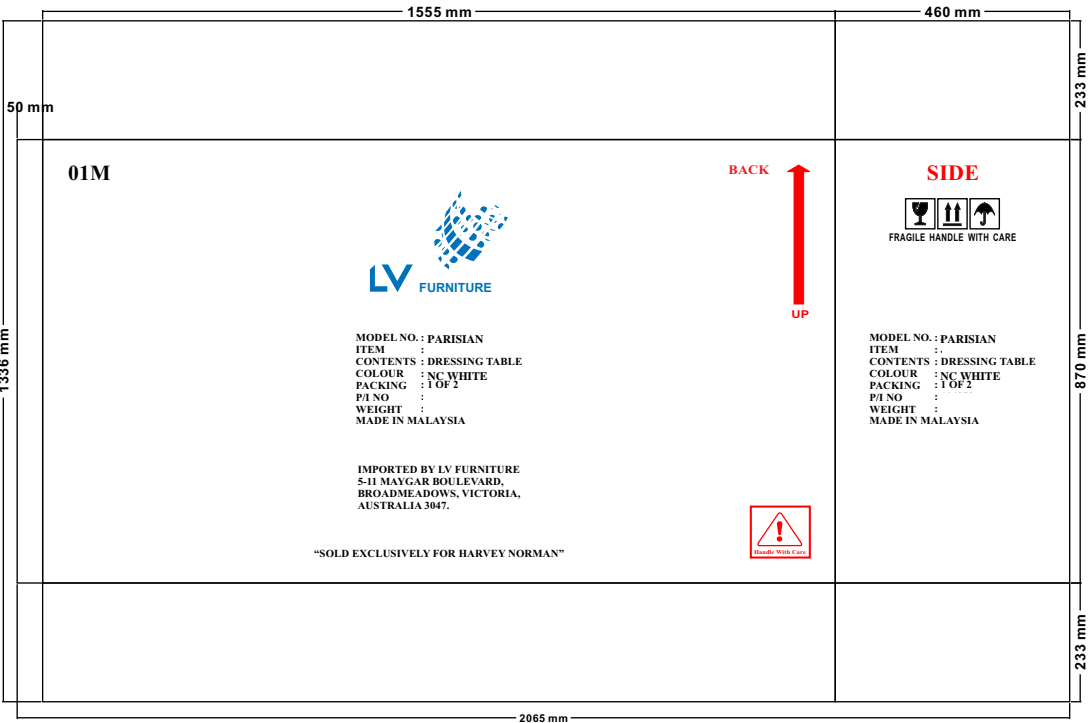 1555 mm
460 mm
50 mm
233 mm
01M
BACK
SIDE
FRAGILE HANDLE WITH CARE
LV FURNITURE
UP
1336 mm
870 mm
MODEL NO. : PARISIAN
ITEM :
CONTENTS : DRESSING TABLE
COLOUR : NC WHITE
PACKING : 1 OF 2
P/I NO :
WEIGHT :
MADE IN MALAYSIA
MODEL NO. : PARISIAN
ITEM : .
CONTENTS : DRESSING TABLE
COLOUR : NC WHITE
PACKING : 1 OF 2
P/I NO :
WEIGHT :
MADE IN MALAYSIA
IMPORTED BY LV FURNITURE
5-11 MAYGAR BOULEVARD,
BROADMEADOWS, VICTORIA,
AUSTRALIA 3047.
Handle With Care
“SOLD EXCLUSIVELY FOR HARVEY NORMAN”
233 mm
2065 mm